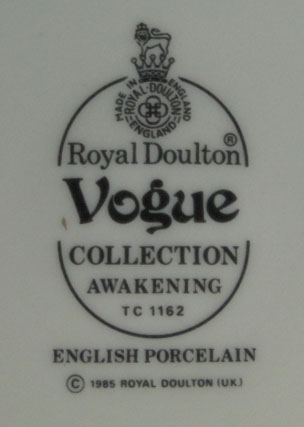 MADE IN ENGLAND
ROYAL-DOULTON
ENGLAND
Royal Doulton®
Vogue
COLLECTION
AWAKENING
TC 1162
ENGLISH PORCELAIN
© 1985 ROYAL DOULTON (UK)